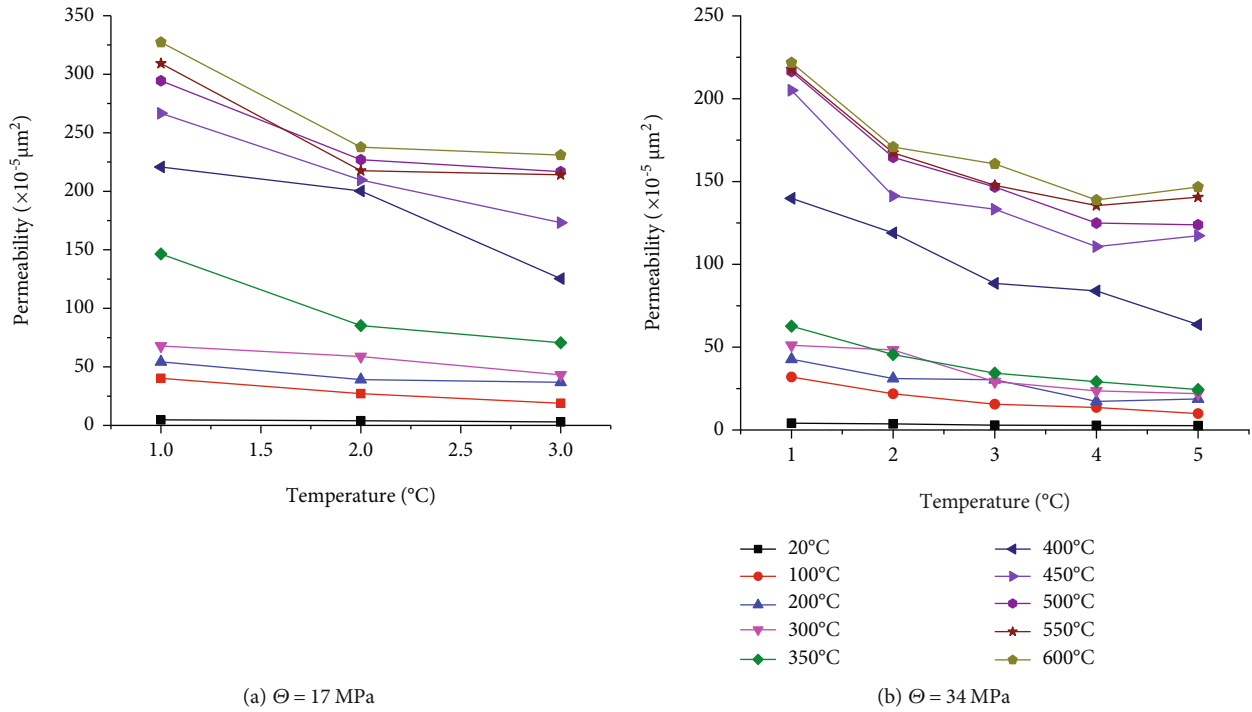 350
300
250
200
150
100
50
0
Permeability (×10⁻⁵μm²)
1.0 1.5 2.0 2.5 3.0
Temperature (°C)
(a) Θ = 17 MPa
250
200
150
100
50
0
Permeability (×10⁻⁵ μm²)
1 2 3 4 5
Temperature (°C)
20°C
100°C
200°C
300°C
350°C
400°C
450°C
500°C
550°C
600°C
(b) Θ = 34 MPa